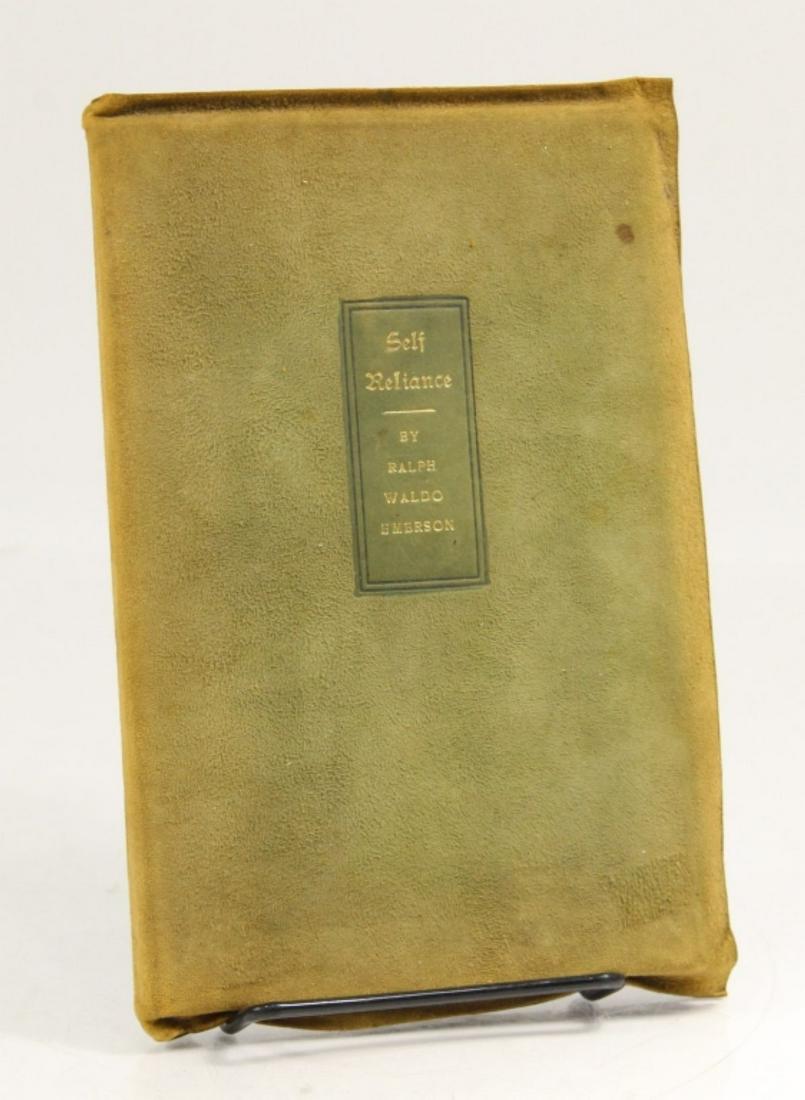 Self
Reliance
BY
RALPH
WALDO
EMERSON